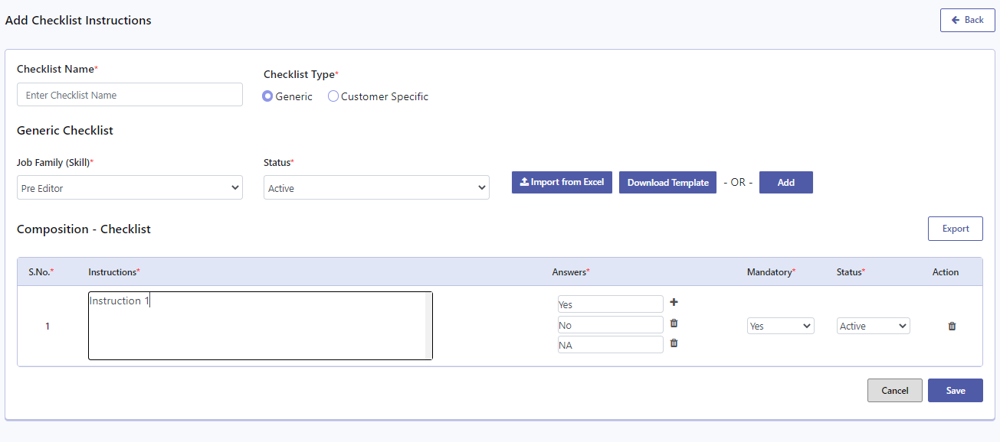 Add Checklist Instructions
Back
Checklist Name*
Enter Checklist Name
Checklist Type*
Generic
Customer Specific
Generic Checklist
Job Family (Skill)*
Pre Editor
Status*
Active
Import from Excel
Download Template
- OR -
Add
Composition - Checklist
Export
S.No.* Instructions* Answers* Mandatory* Status* Action
1
Instruction 1
Yes
No
NA
Yes
Active
Cancel
Save